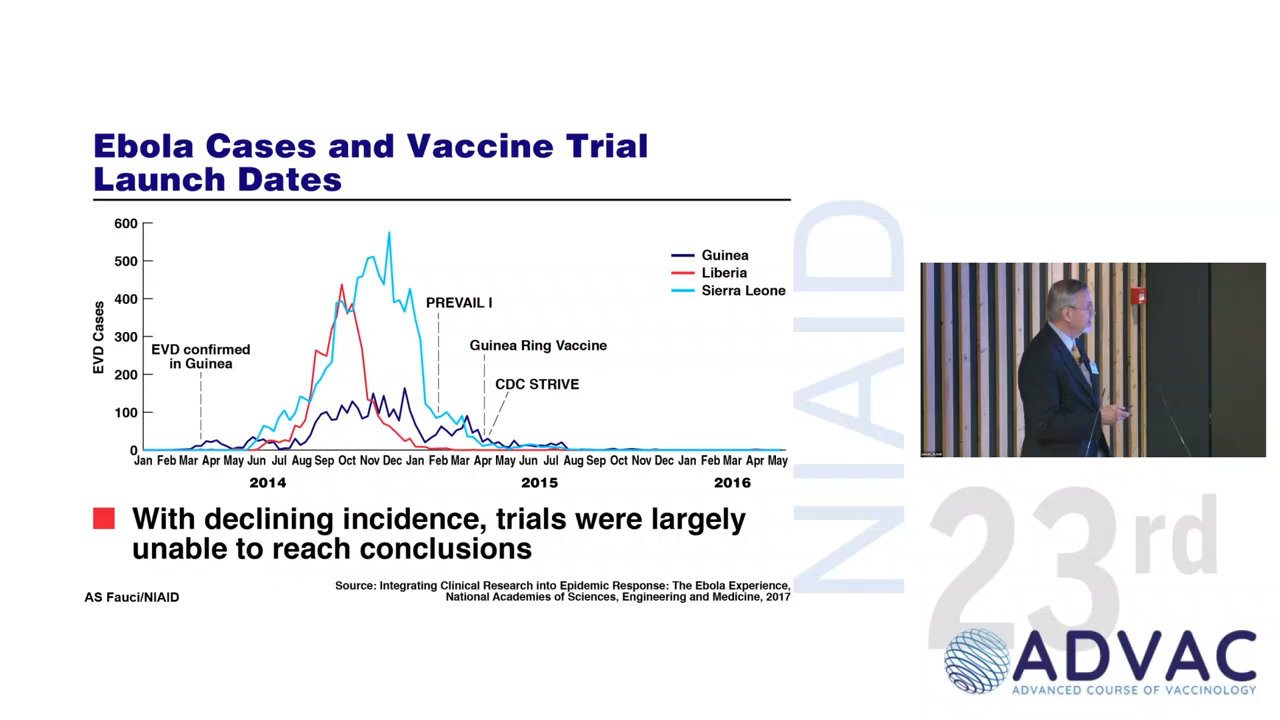 Ebola Cases and Vaccine Trial
Launch Dates
600
500
400
300
200
100
0
EVD Cases
EVD confirmed
in Guinea
PREVAIL I
Guinea Ring Vaccine
CDC STRIVE
Guinea
Liberia
Sierra Leone
Jan Feb Mar Apr May Jun Jul Aug Sep Oct Nov Dec Jan Feb Mar Apr May Jun Jul Aug Sep Oct Nov Dec Jan Feb Mar Apr May
2014 2015 2016
With declining incidence, trials were largely
unable to reach conclusions
Source: Integrating Clinical Research into Epidemic Response: The Ebola Experience,
National Academies of Sciences, Engineering and Medicine, 2017
AS Fauci/NIAID
NIAID
23rd
ADVAC
ADVANCED COURSE OF VACCINOLOGY